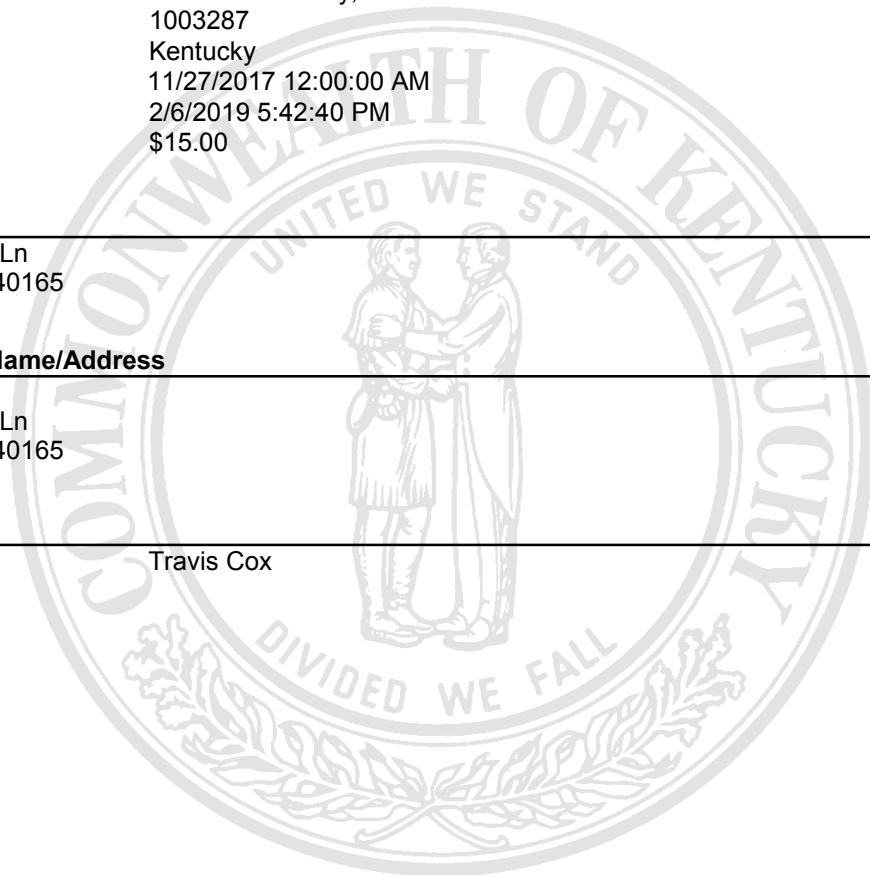 1003287
Kentucky
11/27/2017 12:00:00 AM
2/6/2019 5:42:40 PM
$15.00
COMMONWEALTH OF KENTUCKY
UNITED WE STAND
Ln
40165
Name/Address
Ln
40165
Travis Cox
DIVIDED WE FALL